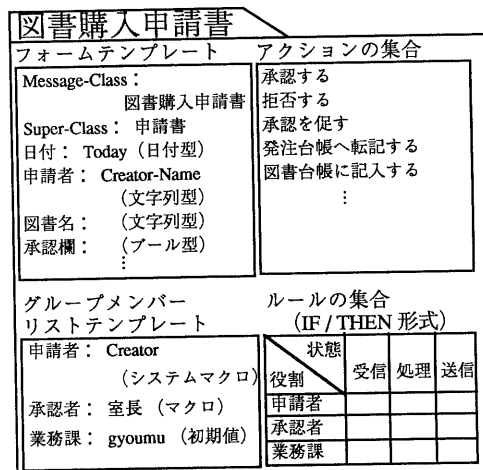 図書購入申請書
フォームテンプレート
Message-Class：
図書購入申請書
Super-Class： 申請書
日付： Today （日付型）
申請者： Creator-Name
（文字列型）
図書名： （文字列型）
承認欄： （ブール型）
⋮
アクションの集合
承認する
拒否する
承認を促す
発注台帳へ転記する
図書台帳に記入する
⋮
グループメンバー
リストテンプレート
申請者： Creator
（システムマクロ）
承認者： 室長 （マクロ）
業務課： gyoumu （初期値）
ルールの集合
（IF / THEN 形式）
状態
役割 受信 処理 送信
申請者
承認者
業務課